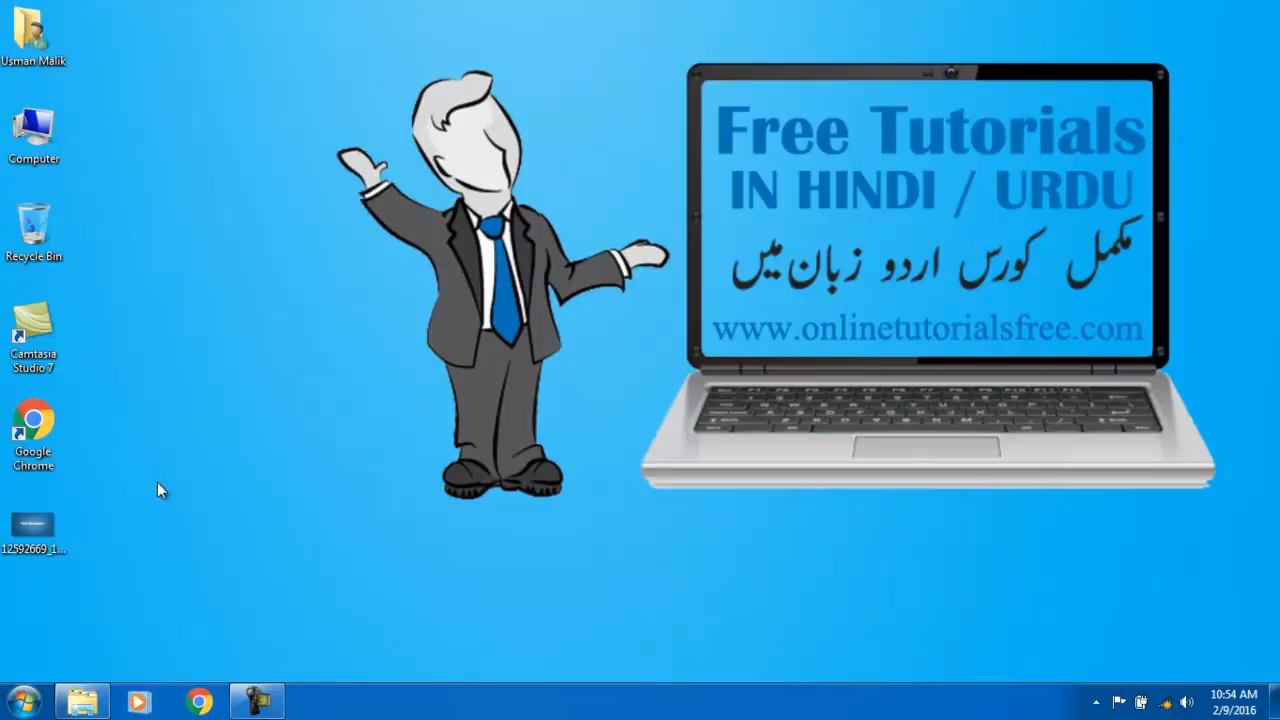 Usman Malik
Computer
Recycle Bin
Camtasia
Studio 7
Google
Chrome
12592669_1...
Free Tutorials
IN HINDI / URDU
مکمل کورس اردو زبان میں
www.onlinetutorialsfree.com
10:54 AM
2/9/2016